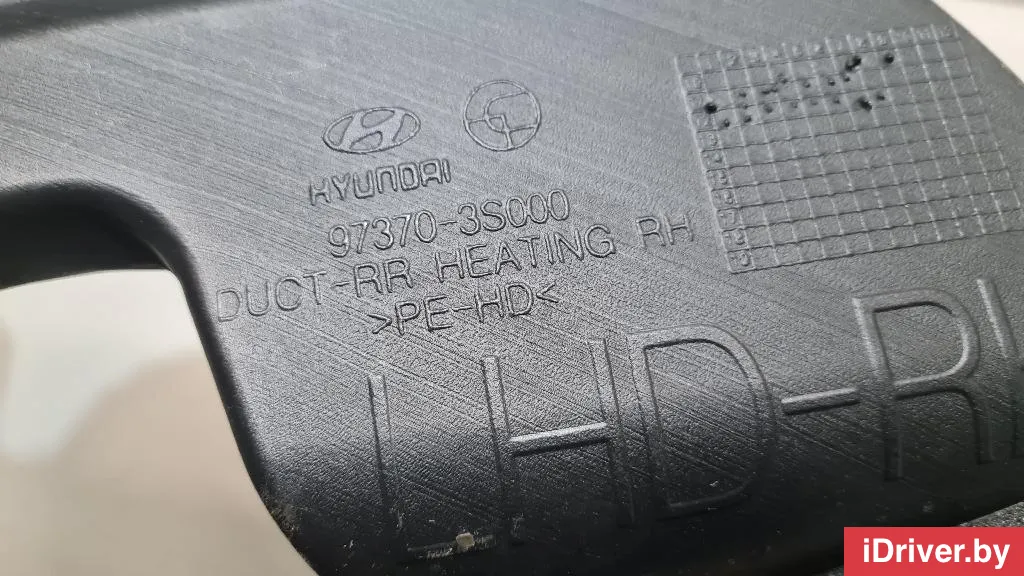 HYUNDAI
97370-3S000
DUCT-RR HEATING RH
>PE-HD<
LHD-R
iDriver.by